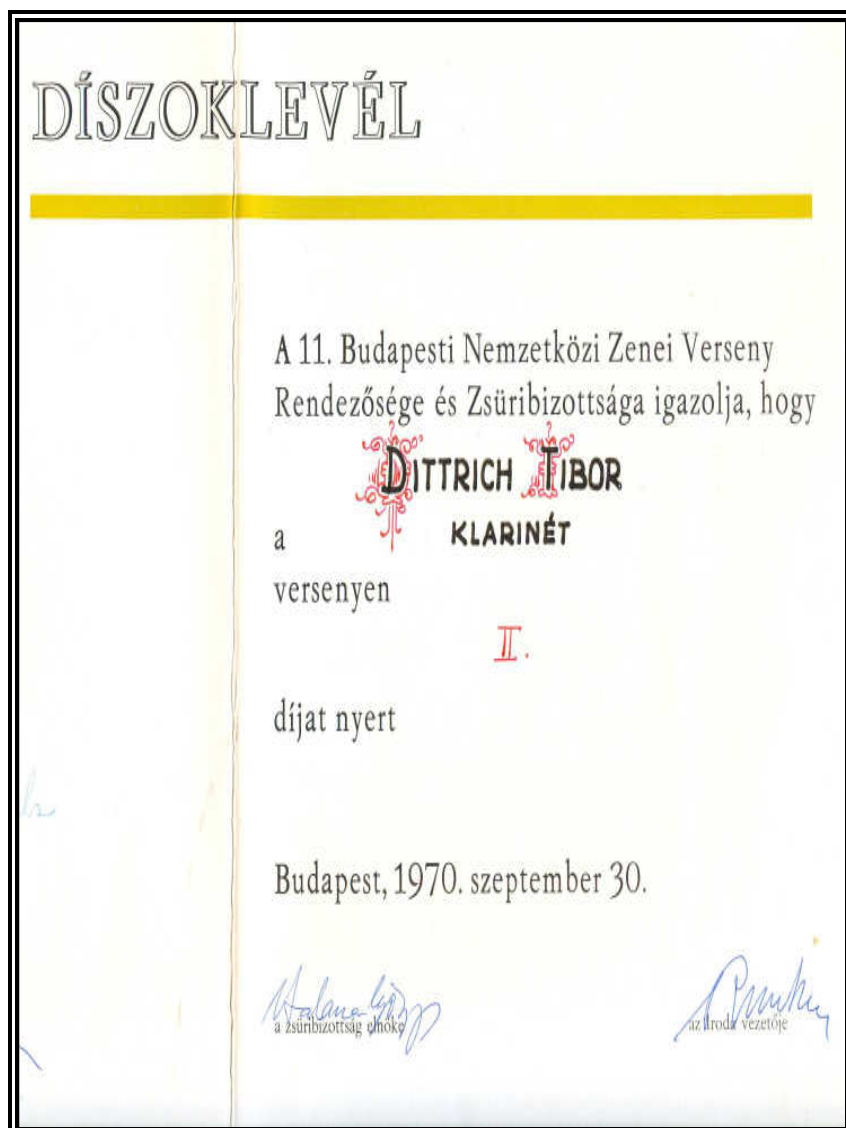 DÍSZOKLEVÉL
A 11. Budapesti Nemzetközi Zenei Verseny
Rendezősége és Zsüribizottsága igazolja, hogy
DITTRICH TIBOR
a KLARINÉT
versenyen
II.
díjat nyert
Budapest, 1970. szeptember 30.
a zsüribizottság elnöke
az Iroda vezetője